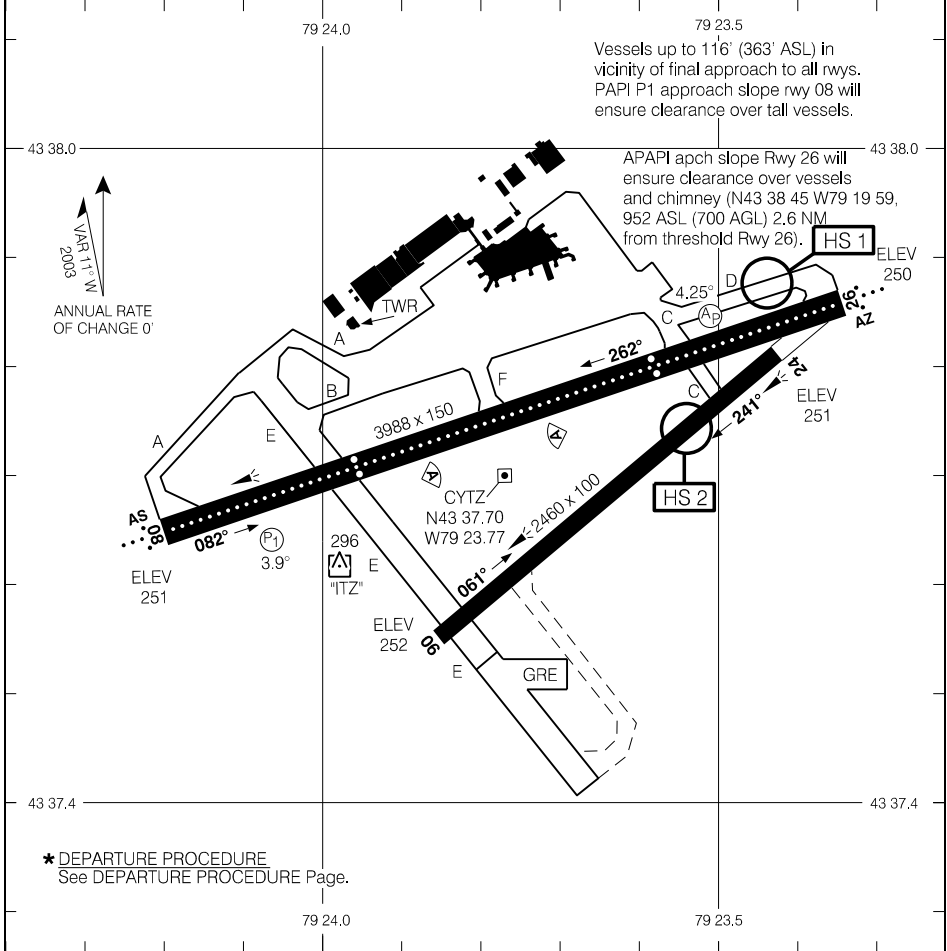 79 24.0
79 23.5
Vessels up to 116' (363' ASL) in
vicinity of final approach to all rwys.
PAPI P1 approach slope rwy 08 will
ensure clearance over tall vessels.
43 38.0
43 38.0
APAPI apch slope Rwy 26 will
ensure clearance over vessels
and chimney (N43 38 45 W79 19 59,
952 ASL (700 AGL) 2.6 NM
from threshold Rwy 26).
VAR 11° W
2003
ANNUAL RATE
OF CHANGE 0'
HS 1
ELEV
250
D
4.25°
AP
26
AZ
TWR
C
A
262°
24
B
F
C
ELEV
251
3988 x 150
241°
A
E
A
A
HS 2
CYTZ
N43 37.70
W79 23.77
2460 x 100
AS
08
082°
P1
3.9°
296
"ITZ"
E
061°
ELEV
251
ELEV
252
06
E
GRE
43 37.4
43 37.4
* DEPARTURE PROCEDURE
See DEPARTURE PROCEDURE Page.
79 24.0
79 23.5